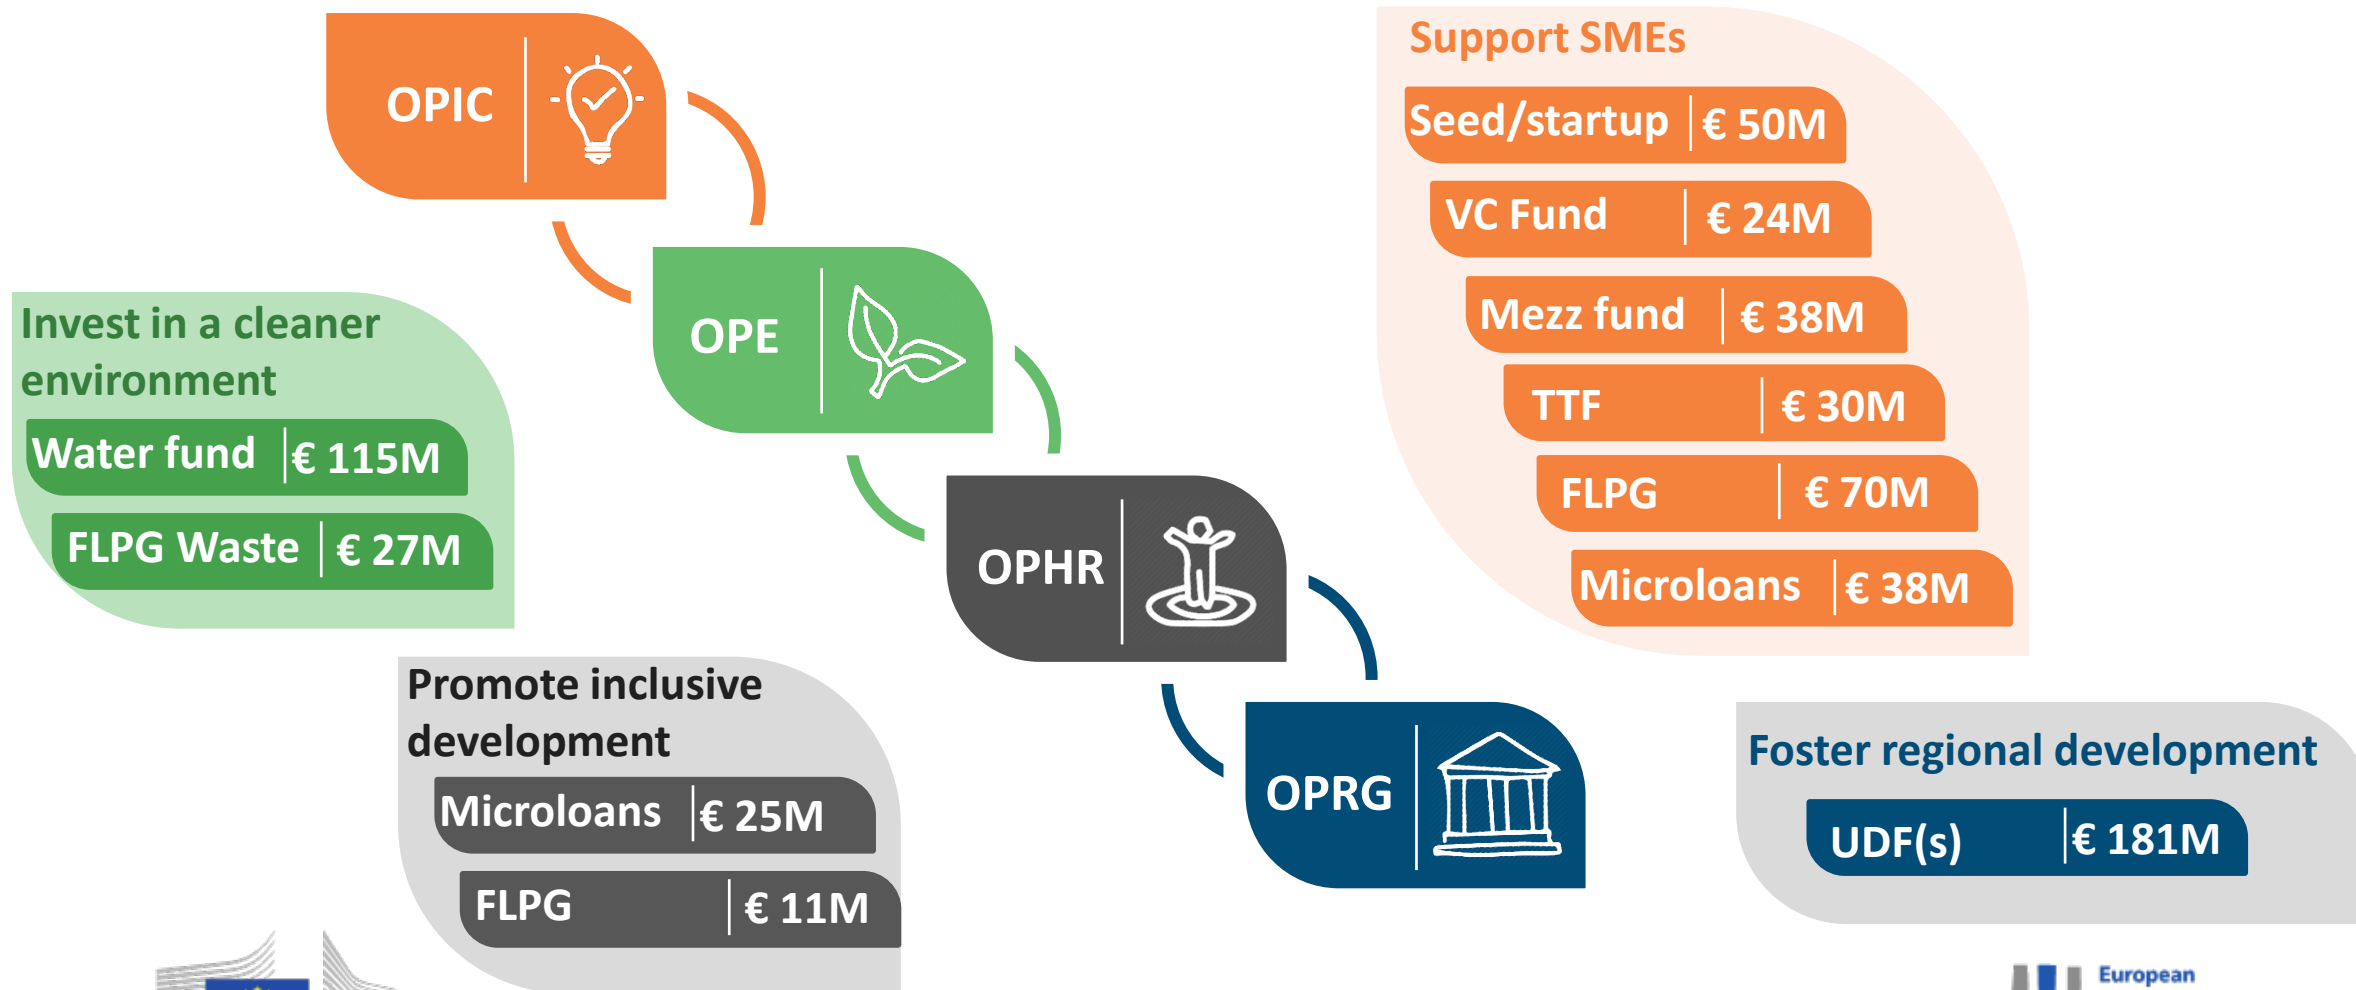 OPIC
Support SMEs
Seed/startup € 50M
VC Fund € 24M
Mezz fund € 38M
TTF € 30M
FLPG € 70M
Microloans € 38M
OPE
Invest in a cleaner
environment
Water fund € 115M
FLPG Waste € 27M
OPHR
Promote inclusive
development
Microloans € 25M
FLPG € 11M
OPRG
Foster regional development
UDF(s) € 181M
European